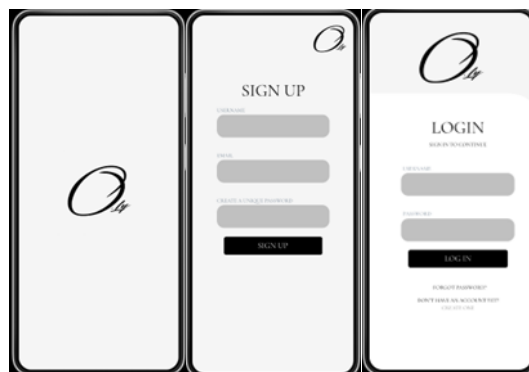 SIGN UP
USERNAME
EMAIL
CREATE A UNIQUE PASSWORD
SIGN UP
LOGIN
SIGN IN TO CONTINUE
USERNAME
PASSWORD
LOG IN
FORGOT PASSWORD?
DON'T HAVE AN ACCOUNT YET?
CREATE ONE